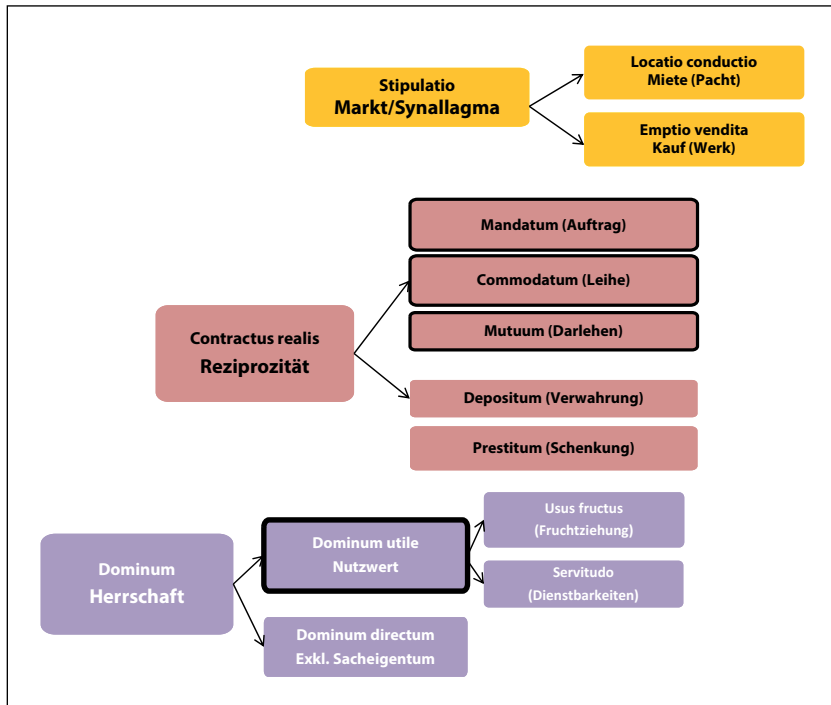 Stipulatio
Markt/Synallagma
Locatio conductio
Miete (Pacht)
Emptio vendita
Kauf (Werk)
Contractus realis
Reziprozität
Mandatum (Auftrag)
Commodatum (Leihe)
Mutuum (Darlehen)
Depositum (Verwahrung)
Prestitum (Schenkung)
Dominum
Herrschaft
Dominum utile
Nutzwert
Usus fructus
(Fruchtziehung)
Servitudo
(Dienstbarkeiten)
Dominum directum
Exkl. Sacheigentum